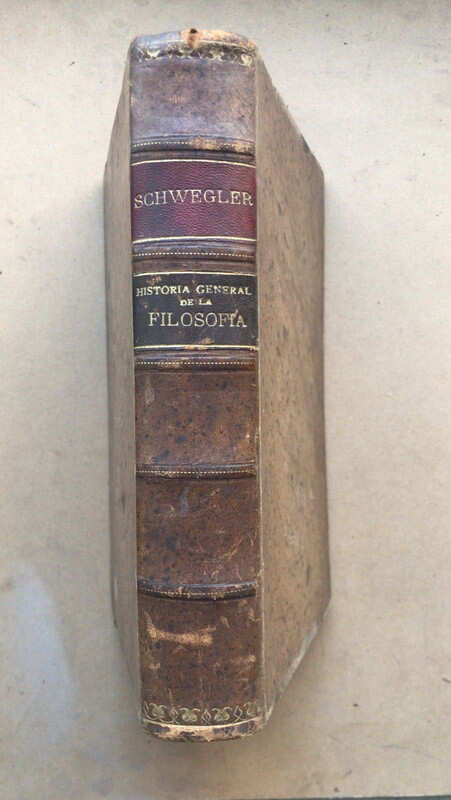 SCHWEGLER
HISTORIA GENERAL
DE LA
FILOSOFIA